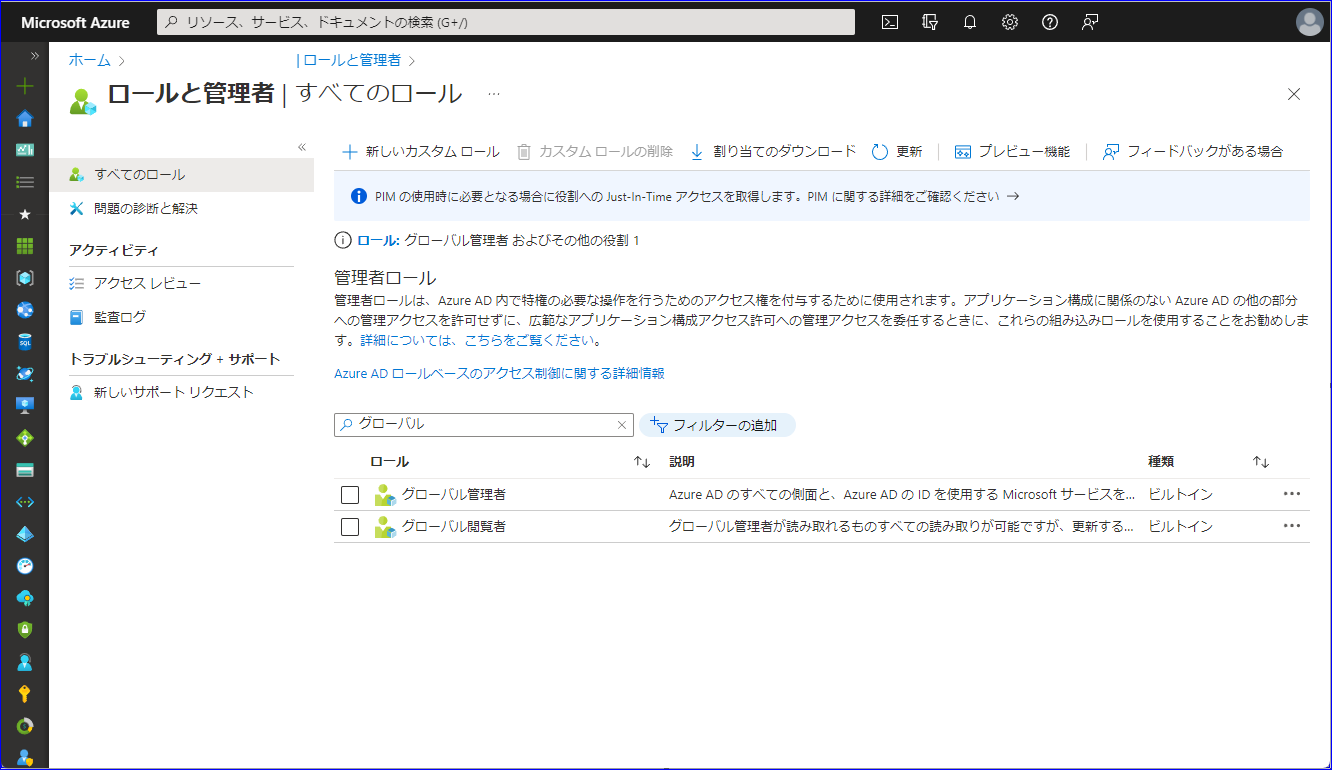 Microsoft Azure
リソース、サービス、ドキュメントの検索 (G+/)
ホーム > | ロールと管理者 >
ロールと管理者 | すべてのロール ...
新しいカスタム ロール カスタム ロールの削除 割り当てのダウンロード 更新 プレビュー機能 フィードバックがある場合
すべてのロール
問題の診断と解決
アクティビティ
アクセス レビュー
監査ログ
トラブルシューティング + サポート
新しいサポート リクエスト
PIM の使用時に必要となる場合に役割への Just-In-Time アクセスを取得します。PIM に関する詳細をご確認ください →
ロール: グローバル管理者 およびその他の役割 1
管理者ロール
管理者ロールは、Azure AD 内で特権の必要な操作を行うためのアクセス権を付与するために使用されます。アプリケーション構成に関係のない Azure AD の他の部分
への管理アクセスを許可せずに、広範なアプリケーション構成アクセス許可への管理アクセスを委任するときに、これらの組み込みロールを使用することをお勧めしま
す。詳細については、こちらをご覧ください。
Azure AD ロールベースのアクセス制御に関する詳細情報
グローバル
フィルターの追加
ロール ↑↓ 説明 種類 ↑↓
グローバル管理者 Azure AD のすべての側面と、Azure AD の ID を使用する Microsoft サービスを... ビルトイン ...
グローバル閲覧者 グローバル管理者が読み取れるものすべての読み取りが可能ですが、更新する... ビルトイン ...
SQL